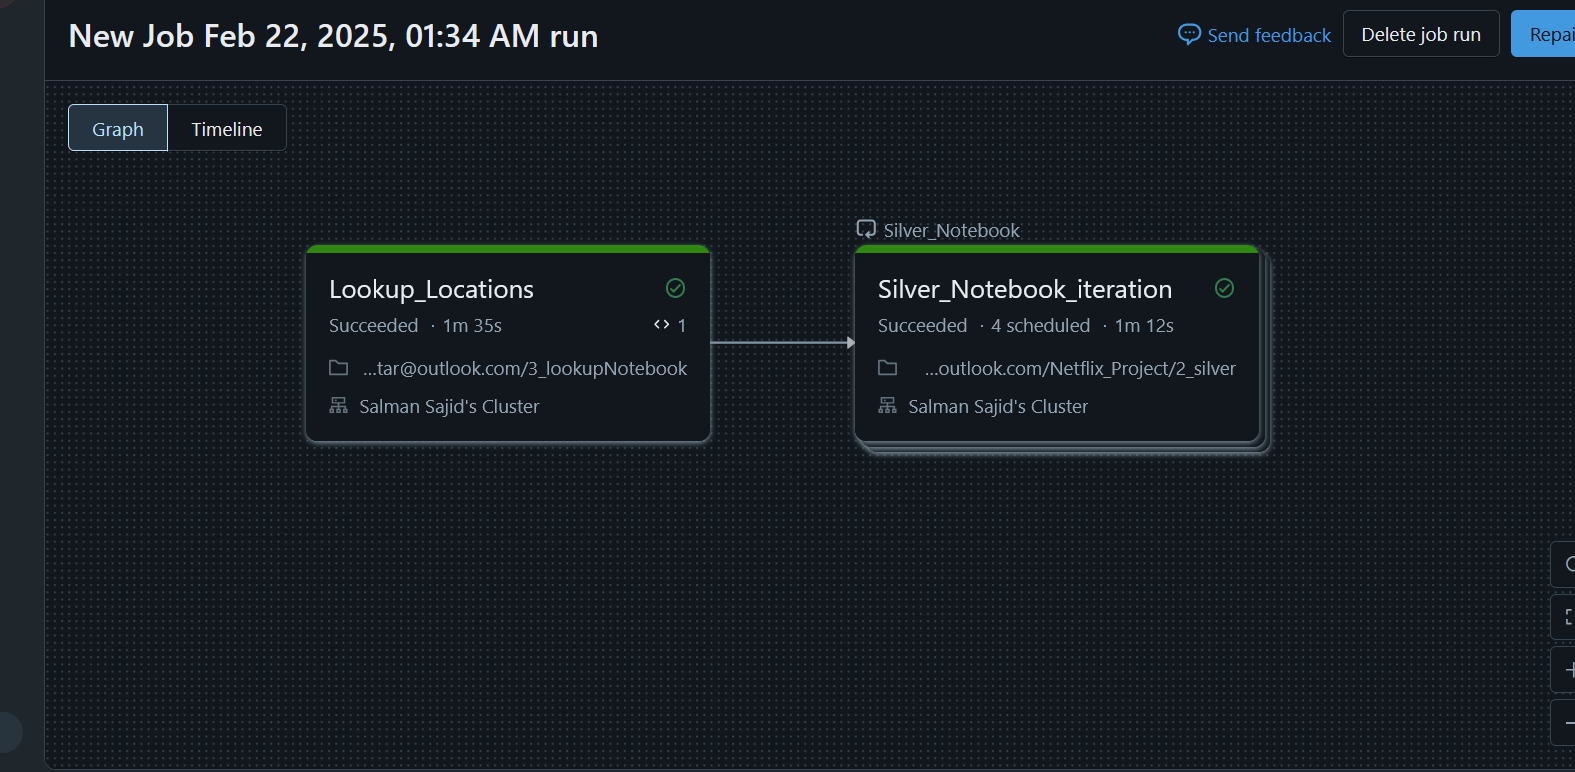 New Job Feb 22, 2025, 01:34 AM run
Send feedback
Delete job run
Repai
Graph
Timeline
Silver_Notebook
Lookup_Locations
Succeeded · 1m 35s
1
...tar@outlook.com/3_lookupNotebook
Salman Sajid's Cluster
Silver_Notebook_iteration
Succeeded · 4 scheduled · 1m 12s
...outlook.com/Netflix_Project/2_silver
Salman Sajid's Cluster